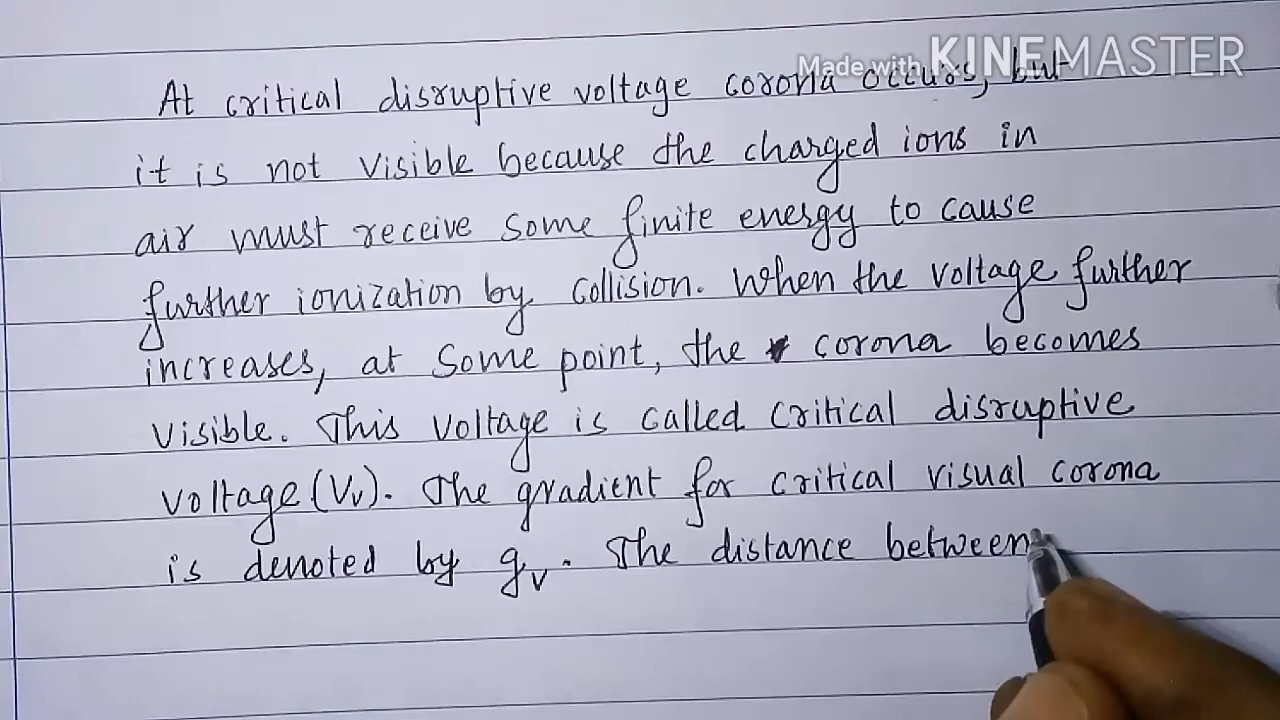 Made with KINEMASTER
At critical disruptive voltage corona occurs, but
it is not visible because the charged ions in
air must receive some finite energy to cause
further ionization by collision. When the voltage further
increases, at some point, the corona becomes
visible. This voltage is called critical disruptive
voltage (Vv). The gradient for critical visual corona
is denoted by gv. The distance between